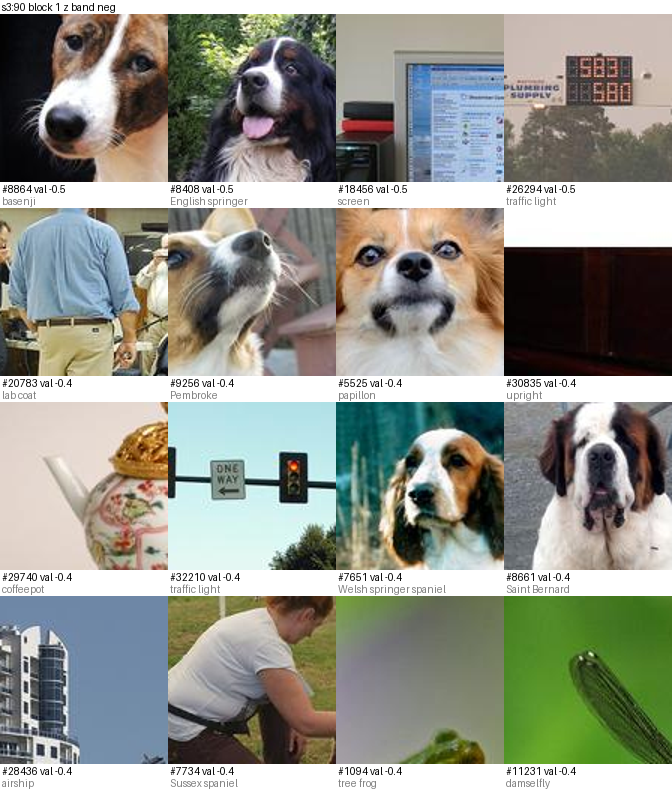 s3:90 block 1 z band neg
#8864 val -0.5
basenji
#8408 val -0.5
English springer
#18456 val -0.5
screen
583
580
PLUMBING
SUPPLY
#26294 val -0.5
traffic light
#20783 val -0.4
lab coat
#9256 val -0.4
Pembroke
#5525 val -0.4
papillon
#30835 val -0.4
upright
#29740 val -0.4
coffeepot
ONE
WAY
#32210 val -0.4
traffic light
#7651 val -0.4
Welsh springer spaniel
#8661 val -0.4
Saint Bernard
#28436 val -0.4
airship
#7734 val -0.4
Sussex spaniel
#1094 val -0.4
tree frog
#11231 val -0.4
damselfly